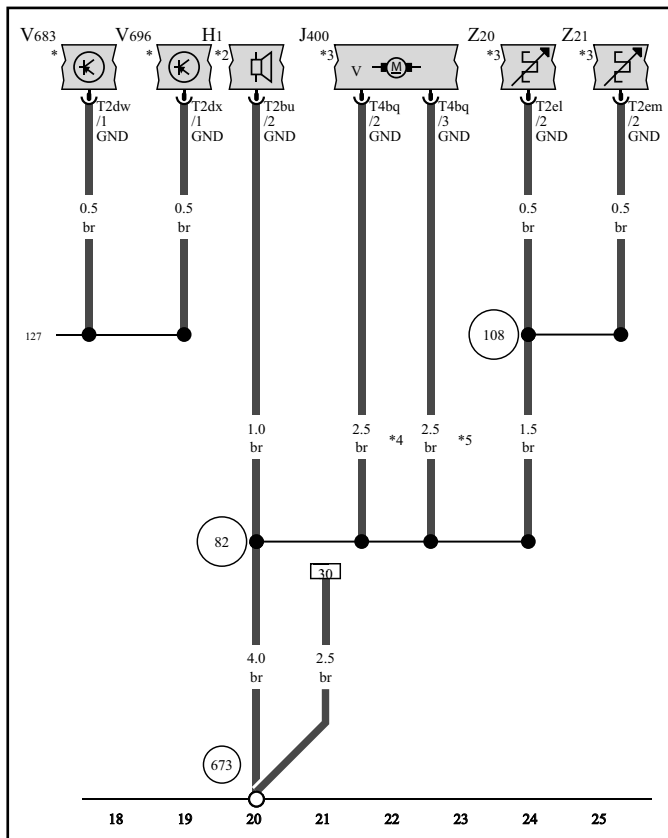 V683 V696 H1 J400 Z20 Z21
* * *2 *3 *3 *3
V M
T2dw T2dx T2bu T4bq T4bq T2el T2em
/1 /1 /2 /2 /3 /2 /2
GND GND GND GND GND GND GND
0.5 0.5 0.5 0.5
br br br br
127 108
1.0 2.5 *4 2.5 *5 1.5
br br br br
82
30
4.0 2.5
br br
673
18 19 20 21 22 23 24 25